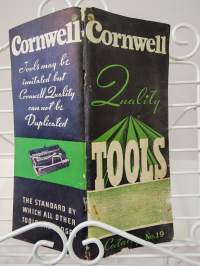 Cornwell
Tools may be
imitated but
Cornwell Quality
can not be
Duplicated
THE STANDARD BY
WHICH ALL OTHER
Cornwell
Quality
TOOLS
No. 19